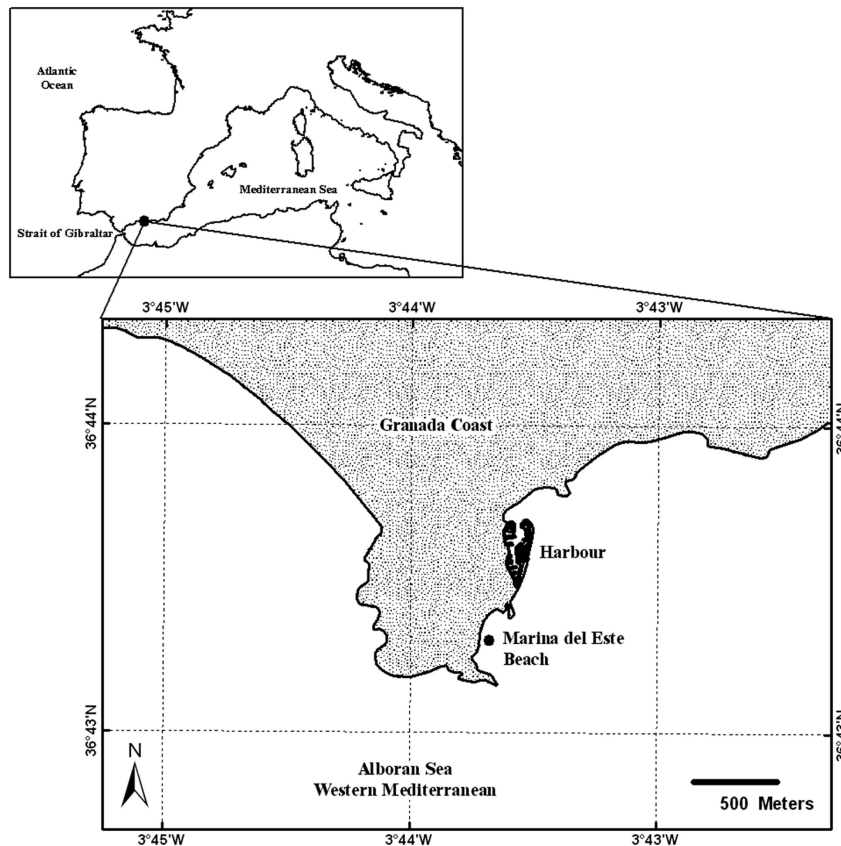 Atlantic
Ocean
Mediterranean Sea
Strait of Gibraltar
3°45'W
3°44'W
3°43'W
36°44'N
36°44'N
Granada Coast
Harbour
Marina del Este
Beach
36°43'N
36°43'N
N
Alboran Sea
Western Mediterranean
500 Meters
3°45'W
3°44'W
3°43'W